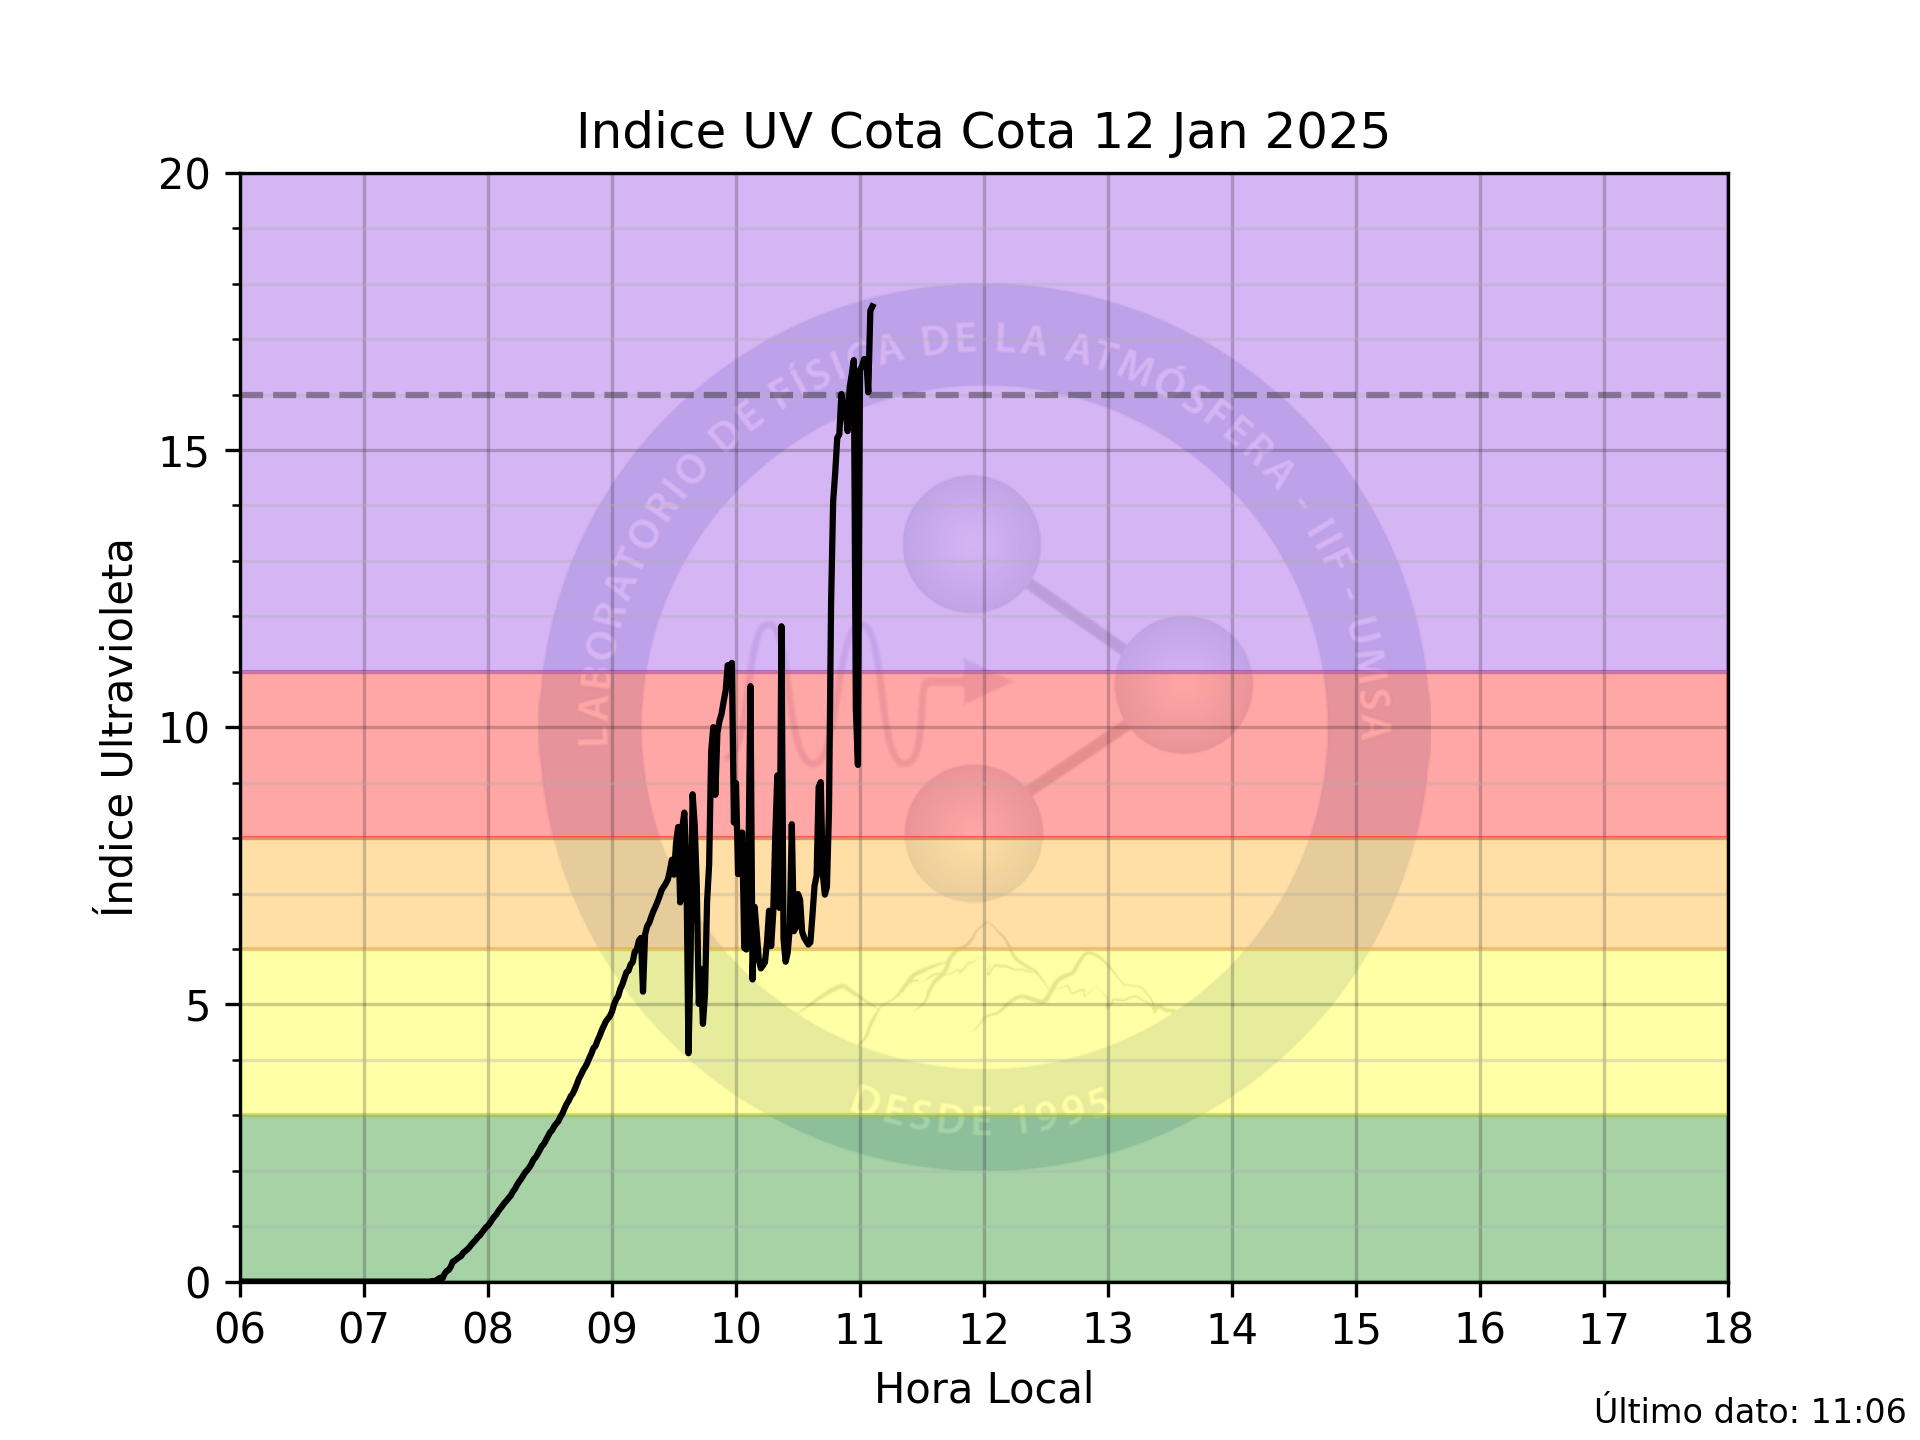 Indice UV Cota Cota 12 Jan 2025
20
15
10
5
0
Índice Ultravioleta
LABORATORIO DE FÍSICA DE LA ATMÓSFERA - IIF - UMSA
DESDE 1995
06 07 08 09 10 11 12 13 14 15 16 17 18
Hora Local
Último dato: 11:06